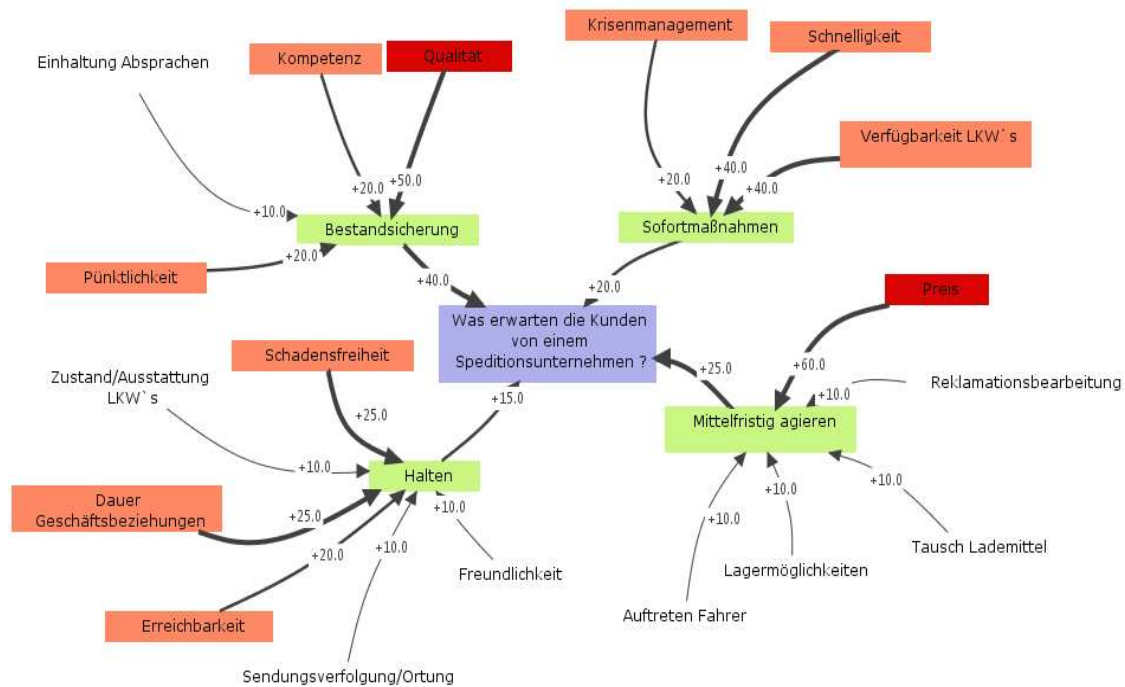 Krisenmanagement
Schnelligkeit
Kompetenz
Qualität
Einhaltung Absprachen
Verfügbarkeit LKW`s
+20.0
+50.0
+40.0
+20.0
+40.0
+10.0
Bestandsicherung
Sofortmaßnahmen
+20.0
Pünktlichkeit
+40.0
+20.0
Preis
Was erwarten die Kunden
von einem
Speditionsunternehmen ?
Schadensfreiheit
+60.0
+25.0
Zustand/Ausstattung
LKW`s
Reklamationsbearbeitung
+15.0
+10.0
+25.0
Mittelfristig agieren
+10.0
Halten
+10.0
+10.0
Dauer
Geschäftsbeziehungen
+25.0
+10.0
+10.0
+20.0
+10.0
Tausch Lademittel
Freundlichkeit
Lagermöglichkeiten
Auftreten Fahrer
Erreichbarkeit
Sendungsverfolgung/Ortung